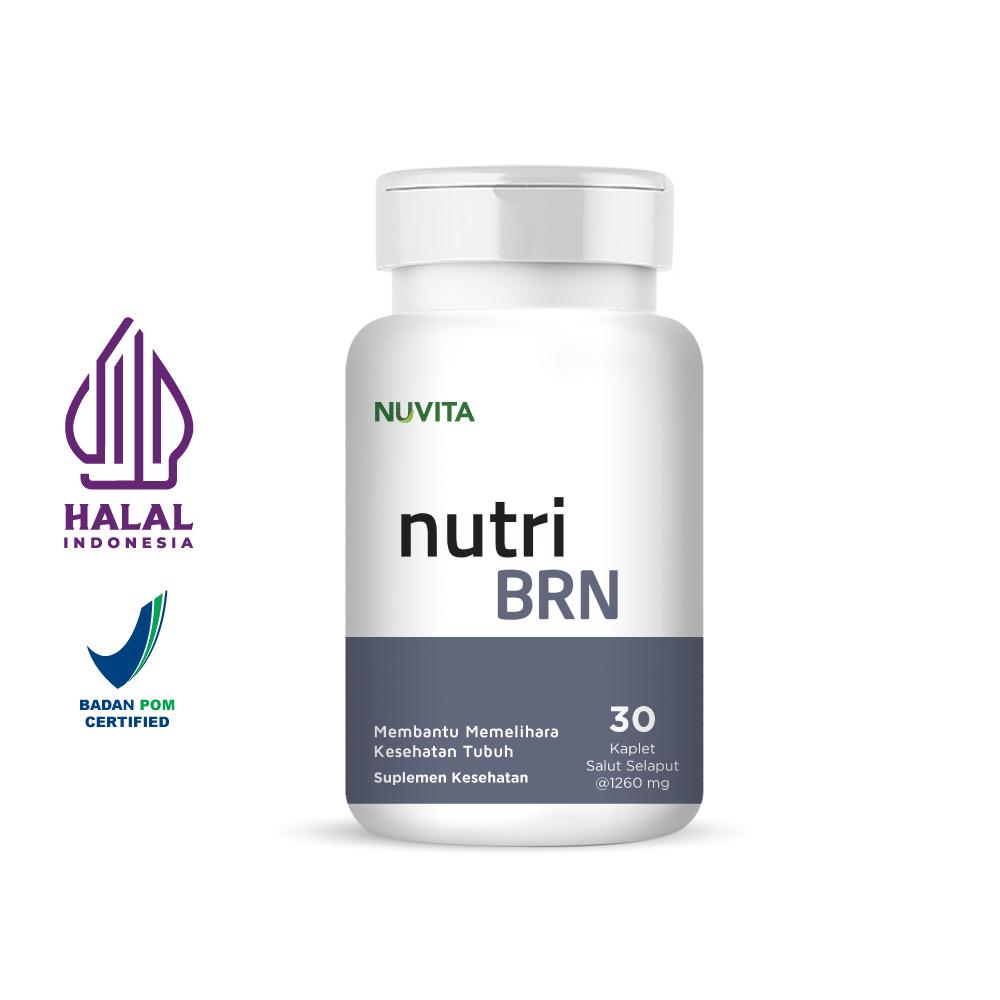 HALAL
INDONESIA
BADAN POM
CERTIFIED
NUVITA
nutri
BRN
Membantu Memelihara
Kesehatan Tubuh
Suplemen Kesehatan
30
Kaplet
Salut Selaput
@1260 mg